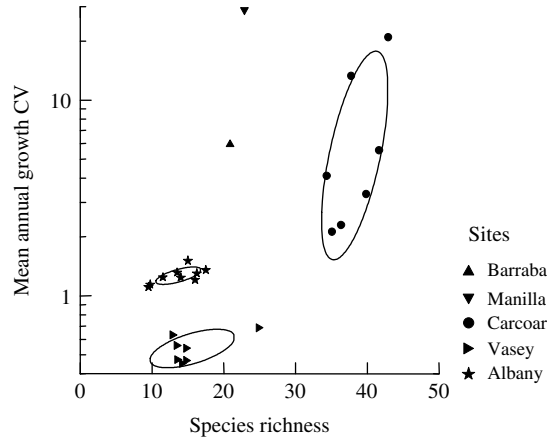 Mean annual growth CV
10
1
0 10 20 30 40 50
Species richness
Sites
Barraba
Manilla
Carcoar
Vasey
Albany